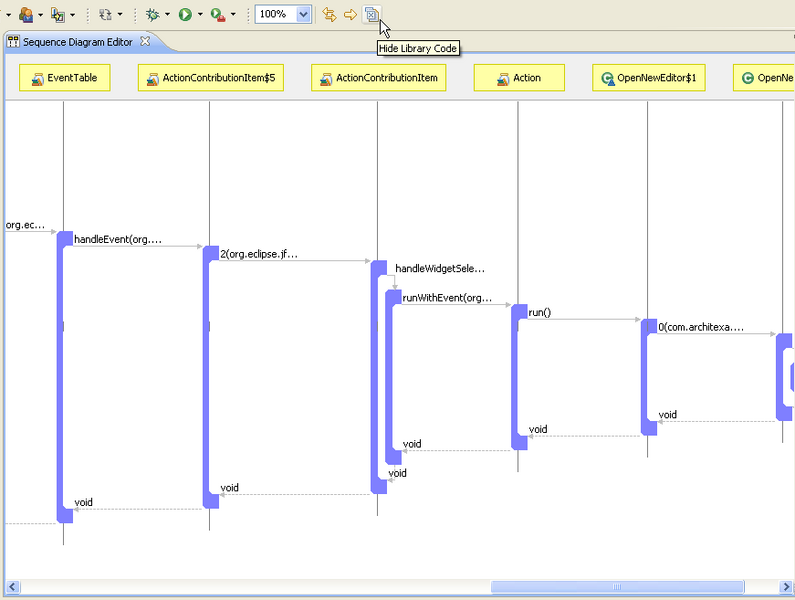 100%
Sequence Diagram Editor
Hide Library Code
EventTable
ActionContributionItem$5
ActionContributionItem
Action
OpenNewEditor$1
OpenNe
org.ec...
handleEvent(org....
2(org.eclipse.jf...
handleWidgetSele...
runWithEvent(org...
run()
0(com.architexa....
void
void
void
void
void
void